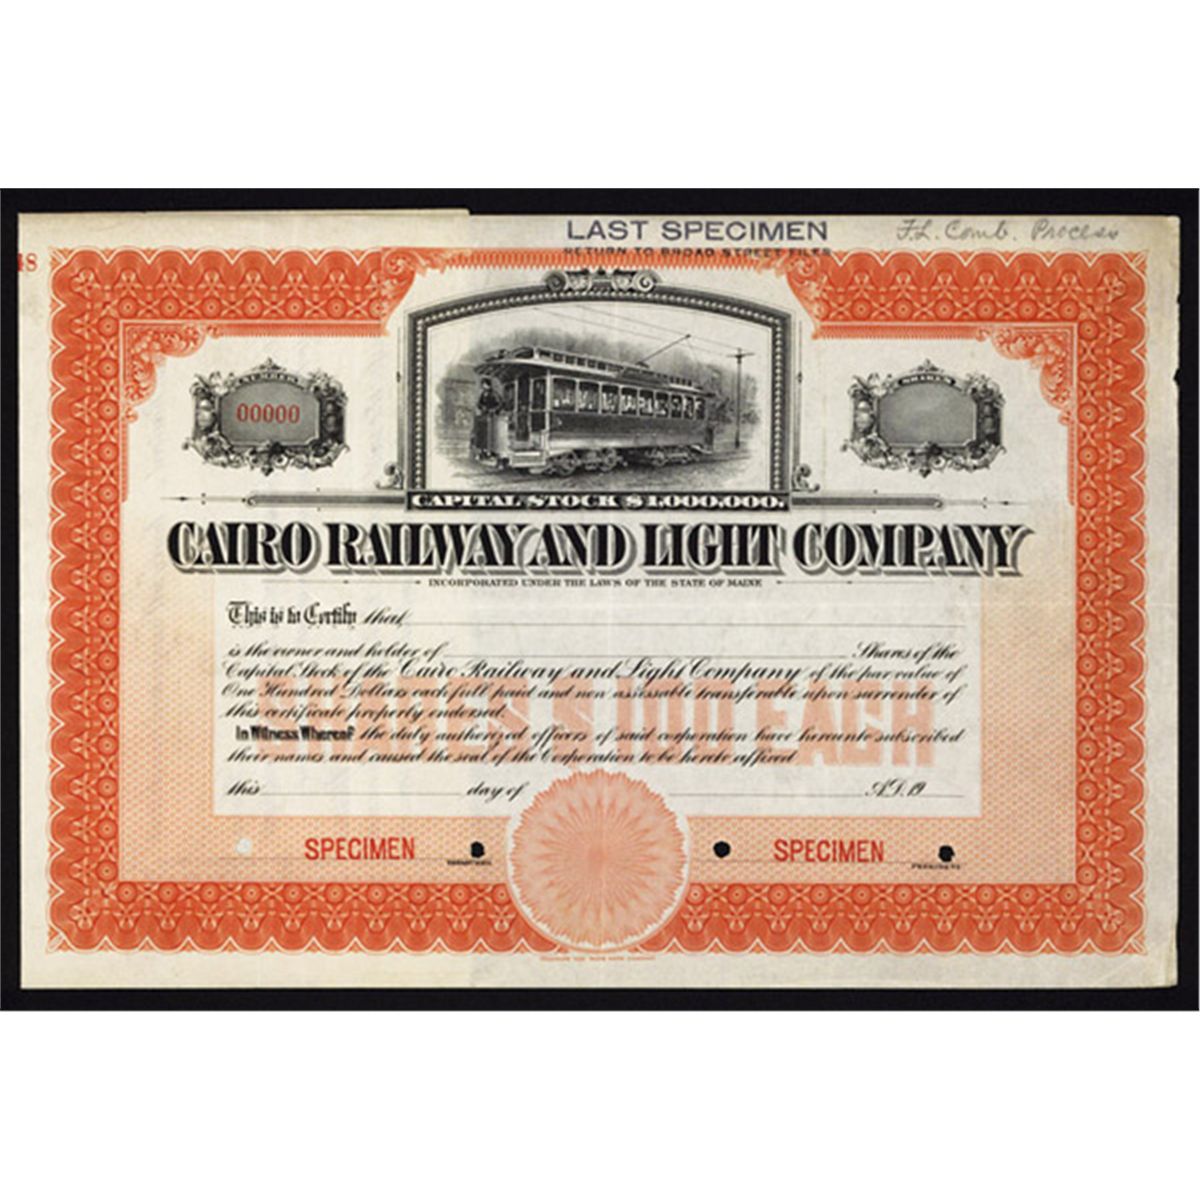 LAST SPECIMEN
RETURN TO BROAD STREET FILES
F.L. Comb. Process
NUMBER
00000
SHARES
CAPITAL STOCK $1,000,000.
CAIRO RAILWAY AND LIGHT COMPANY
INCORPORATED UNDER THE LAWS OF THE STATE OF MAINE
This is to Certify that
is the owner and holder of Shares of the
Capital Stock of the Cairo Railway and Light Company of the par value of
One Hundred Dollars each full paid and non assessable transferable upon surrender of
this certificate properly endorsed.
In Witness Whereof the duly authorized officers of said corporation have hereunto subscribed
their names and caused the seal of the Corporation to be hereto affixed
SHARES $100 EACH
this day of A.D. 19
SPECIMEN
SPECIMEN
PRESIDENT